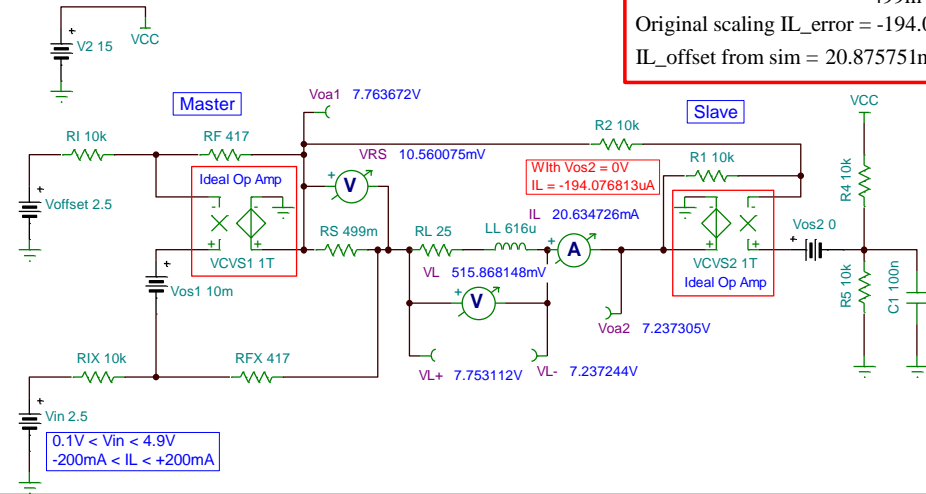 V2 15
VCC
499m
Original scaling IL_error = -194.0
IL_offset from sim = 20.875751m
Master
Voa1 7.763672V
Slave
VCC
RI 10k
RF 417
R2 10k
VRS 10.560075mV
Ideal Op Amp
V
WIth Vos2 = 0V
IL = -194.076813uA
R1 10k
R4 10k
Voffset 2.5
IL 20.634726mA
Vos2 0
RS 499m
RL 25
LL 616u
A
VCVS1 1T
VCVS2 1T
Ideal Op Amp
VL 515.868148mV
Vos1 10m
V
R5 10k
C1 100n
Voa2
7.237305V
RIX 10k
RFX 417
VL+ 7.753112V
VL- 7.237244V
Vin 2.5
0.1V < Vin < 4.9V
-200mA < IL < +200mA